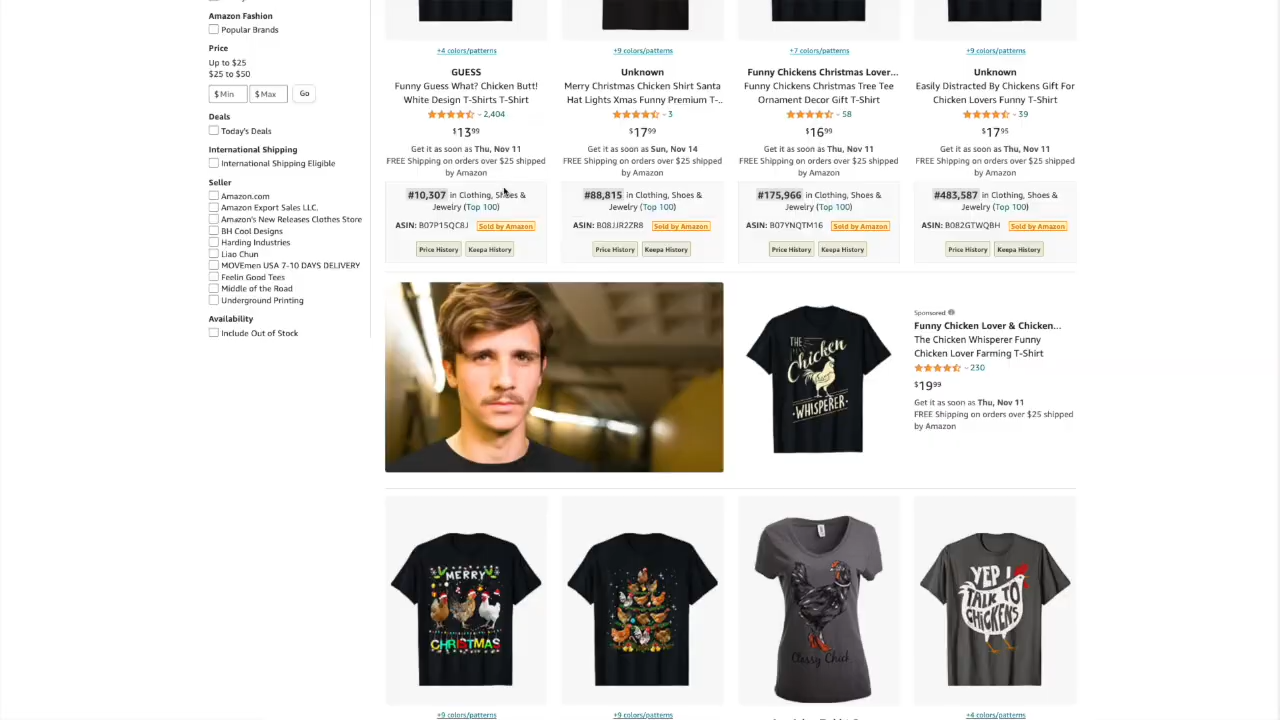 Amazon Fashion
Popular Brands
Price
Up to $25
$25 to $50
$ Min $ Max Go
Deals
Today's Deals
International Shipping
International Shipping Eligible
Seller
Amazon.com
Amazon Export Sales LLC.
Amazon's New Releases Clothes Store
BH Cool Designs
Harding Industries
Liao Chun
MOVEmen USA 7-10 DAYS DELIVERY
Feelin Good Tees
Middle of the Road
Underground Printing
Availability
Include Out of Stock
+4 colors/patterns
GUESS
Funny Guess What? Chicken Butt!
White Design T-Shirts T-Shirt
2,404
$13.99
Get it as soon as Thu, Nov 11
FREE Shipping on orders over $25 shipped
by Amazon
#10,307 in Clothing, Shoes &
Jewelry (Top 100)
ASIN: B07P15QC8J Sold by Amazon
Price History Keepa History
+9 colors/patterns
Unknown
Merry Christmas Chicken Shirt Santa
Hat Lights Xmas Funny Premium T-..
3
$17.99
Get it as soon as Sun, Nov 14
FREE Shipping on orders over $25 shipped
by Amazon
#88,815 in Clothing, Shoes &
Jewelry (Top 100)
ASIN: B08JJR2ZR8 Sold by Amazon
Price History Keepa History
+7 colors/patterns
Funny Chickens Christmas Lover...
Funny Chickens Christmas Tree Tee
Ornament Decor Gift T-Shirt
58
$16.99
Get it as soon as Thu, Nov 11
FREE Shipping on orders over $25 shipped
by Amazon
#175,966 in Clothing, Shoes &
Jewelry (Top 100)
ASIN: B07YNQTM16 Sold by Amazon
Price History Keepa History
+9 colors/patterns
Unknown
Easily Distracted By Chickens Gift For
Chicken Lovers Funny T-Shirt
39
$17.95
Get it as soon as Thu, Nov 11
FREE Shipping on orders over $25 shipped
by Amazon
#483,587 in Clothing, Shoes &
Jewelry (Top 100)
ASIN: B082GTWQBH Sold by Amazon
Price History Keepa History
THE
Chicken
WHISPERER
Sponsored
Funny Chicken Lover & Chicken...
The Chicken Whisperer Funny
Chicken Lover Farming T-Shirt
230
$19.99
Get it as soon as Thu, Nov 11
FREE Shipping on orders over $25 shipped
by Amazon
MERRY
CHRISTMAS
Classy Chick
YEP I
TALK TO
CHICKENS
+9 colors/patterns
+9 colors/patterns
+4 colors/patterns